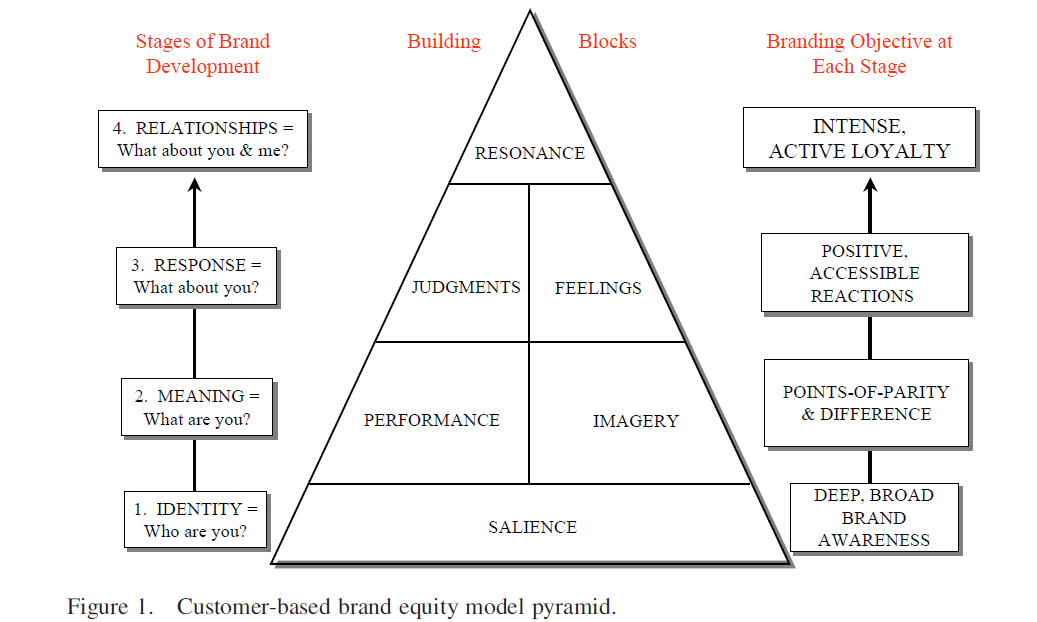 Stages of Brand
Development
Building
Blocks
Branding Objective at
Each Stage
4. RELATIONSHIPS =
What about you & me?
RESONANCE
INTENSE,
ACTIVE LOYALTY
3. RESPONSE =
What about you?
JUDGMENTS
FEELINGS
POSITIVE,
ACCESSIBLE
REACTIONS
2. MEANING =
What are you?
PERFORMANCE
IMAGERY
POINTS-OF-PARITY
& DIFFERENCE
1. IDENTITY =
Who are you?
SALIENCE
DEEP, BROAD
BRAND
AWARENESS
Figure 1. Customer-based brand equity model pyramid.